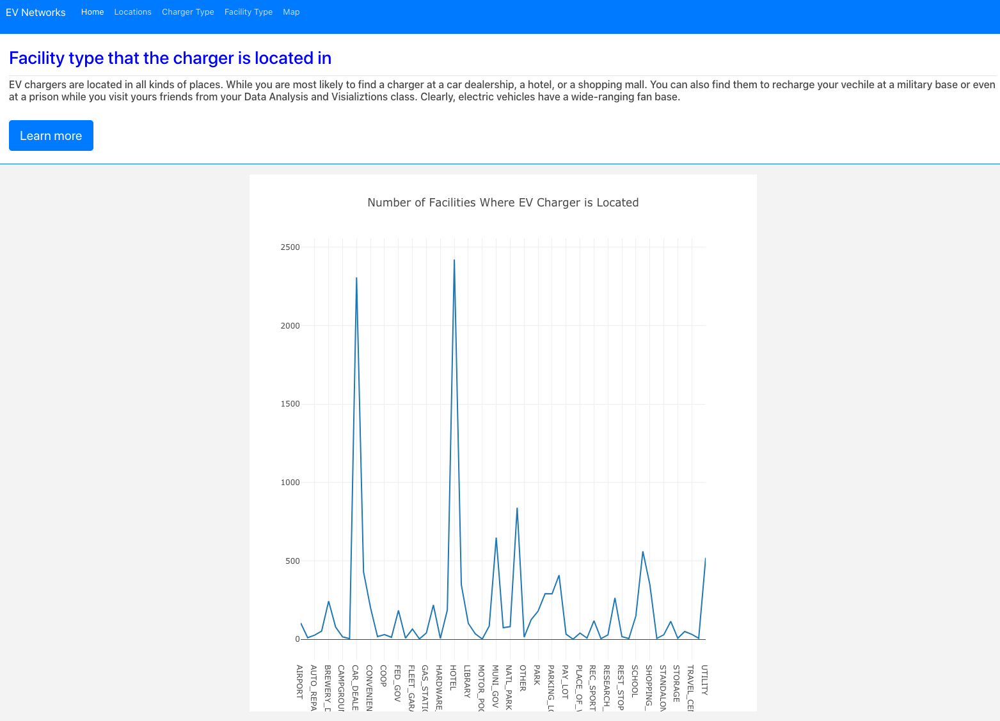 EV Networks Home Locations Charger Type Facility Type Map
Facility type that the charger is located in
EV chargers are located in all kinds of places. While you are most likely to find a charger at a car dealership, a hotel, or a shopping mall. You can also find them to recharge your vechile at a military base or even
at a prison while you visit yours friends from your Data Analysis and Visializtions class. Clearly, electric vehicles have a wide-ranging fan base.
Learn more
Number of Facilities Where EV Charger is Located
2500
2000
1500
1000
500
0
AIRPORT
AUTO_REPA
BREWERY_D
CAMPGROUN
CAR_DEALE
CONVENIEN
COOP
FED_GOV
FLEET_GARA
GAS_STATIO
HARDWARE_
HOTEL
LIBRARY
MOTOR_POO
MUNI_GOV
NATL_PARK
OTHER
PARK
PARKING_LO
PAY_LOT
PLACE_OF_W
REC_SPORT
RESEARCH_
REST_STOP
SCHOOL
SHOPPING_
STANDALON
STORAGE
TRAVEL_CEN
UTILITY